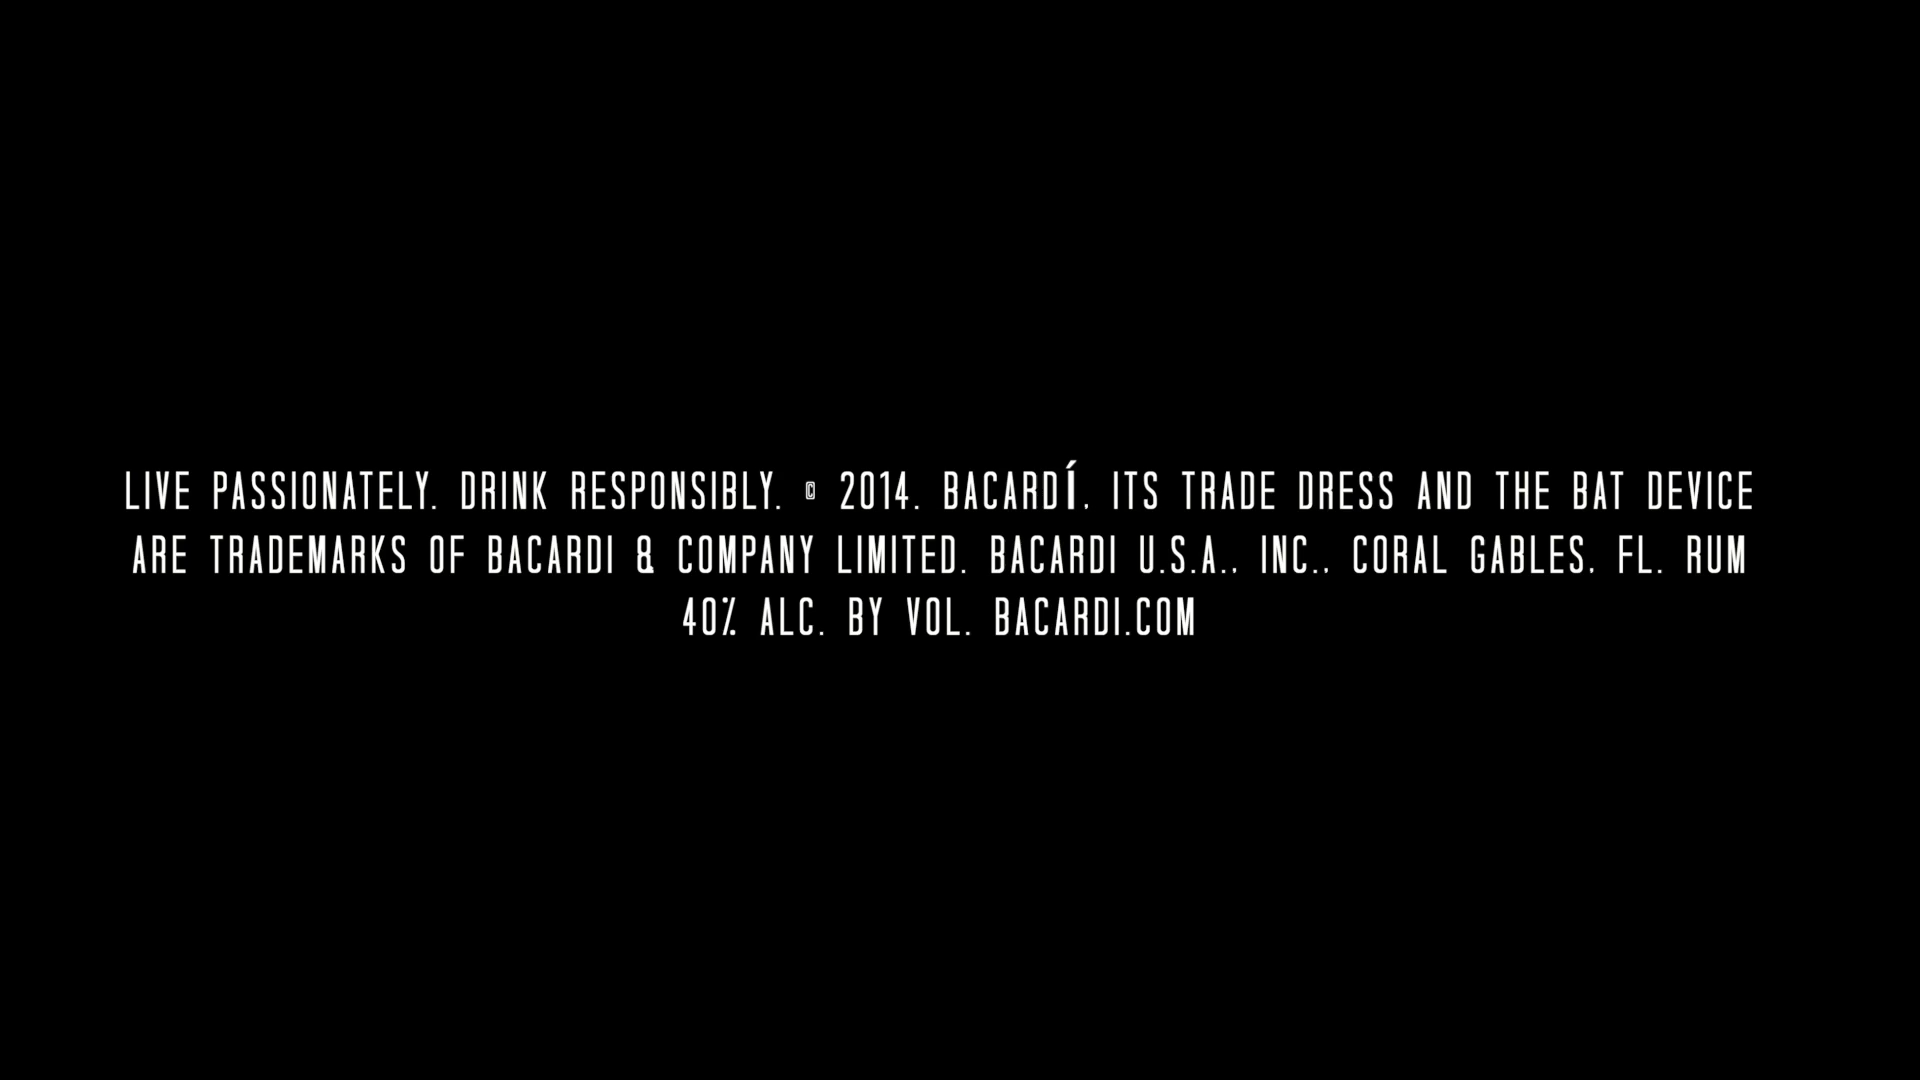 LIVE PASSIONATELY. DRINK RESPONSIBLY. © 2014. BACARDÍ, ITS TRADE DRESS AND THE BAT DEVICE
ARE TRADEMARKS OF BACARDI & COMPANY LIMITED. BACARDI U.S.A., INC., CORAL GABLES, FL. RUM
40% ALC. BY VOL. BACARDI.COM